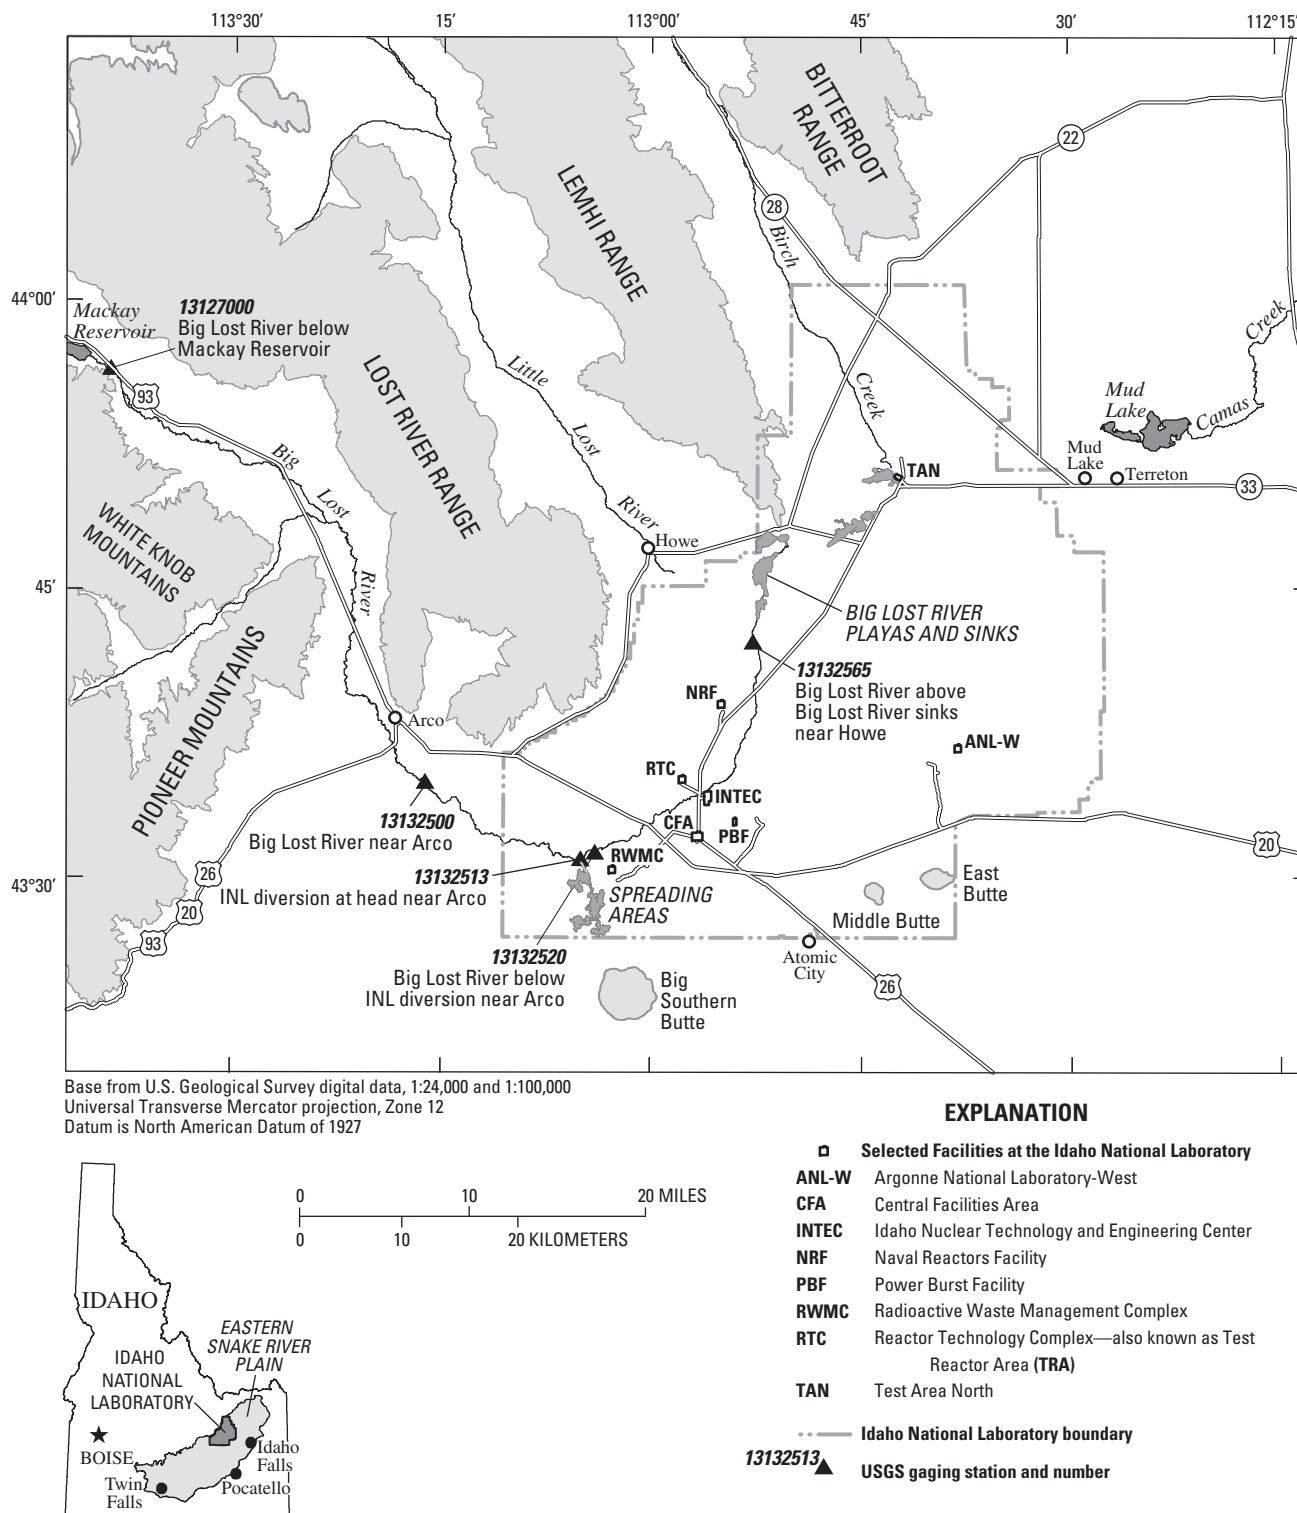 113°30'
15'
113°00'
45'
30'
112°15'
44°00'
45'
43°30'
BITTERROOT
RANGE
LEMHI RANGE
LOST RIVER RANGE
WHITE KNOB
MOUNTAINS
PIONEER MOUNTAINS
22
28
Birch
Creek
Mackay
Reservoir
13127000
Big Lost River below
Mackay Reservoir
93
Big
Lost
River
Little
Lost
River
Howe
Mud
Lake
Camas
Creek
Mud
Lake
Terreton
33
TAN
BIG LOST RIVER
PLAYAS AND SINKS
13132565
Big Lost River above
Big Lost River sinks
near Howe
NRF
ANL-W
RTC
INTEC
CFA
PBF
RWMC
Arco
13132500
Big Lost River near Arco
13132513
INL diversion at head near Arco
SPREADING
AREAS
13132520
Big Lost River below
INL diversion near Arco
26
20
93
20
East
Butte
Middle Butte
Atomic
City
26
Big
Southern
Butte
Base from U.S. Geological Survey digital data, 1:24,000 and 1:100,000
Universal Transverse Mercator projection, Zone 12
Datum is North American Datum of 1927
0 10 20 MILES
0 10 20 KILOMETERS
IDAHO
EASTERN
SNAKE RIVER
PLAIN
IDAHO
NATIONAL
LABORATORY
BOISE
Idaho
Falls
Pocatello
Twin
Falls
EXPLANATION
Selected Facilities at the Idaho National Laboratory
ANL-W Argonne National Laboratory-West
CFA Central Facilities Area
INTEC Idaho Nuclear Technology and Engineering Center
NRF Naval Reactors Facility
PBF Power Burst Facility
RWMC Radioactive Waste Management Complex
RTC Reactor Technology Complex—also known as Test
Reactor Area (TRA)
TAN Test Area North
Idaho National Laboratory boundary
13132513 USGS gaging station and number